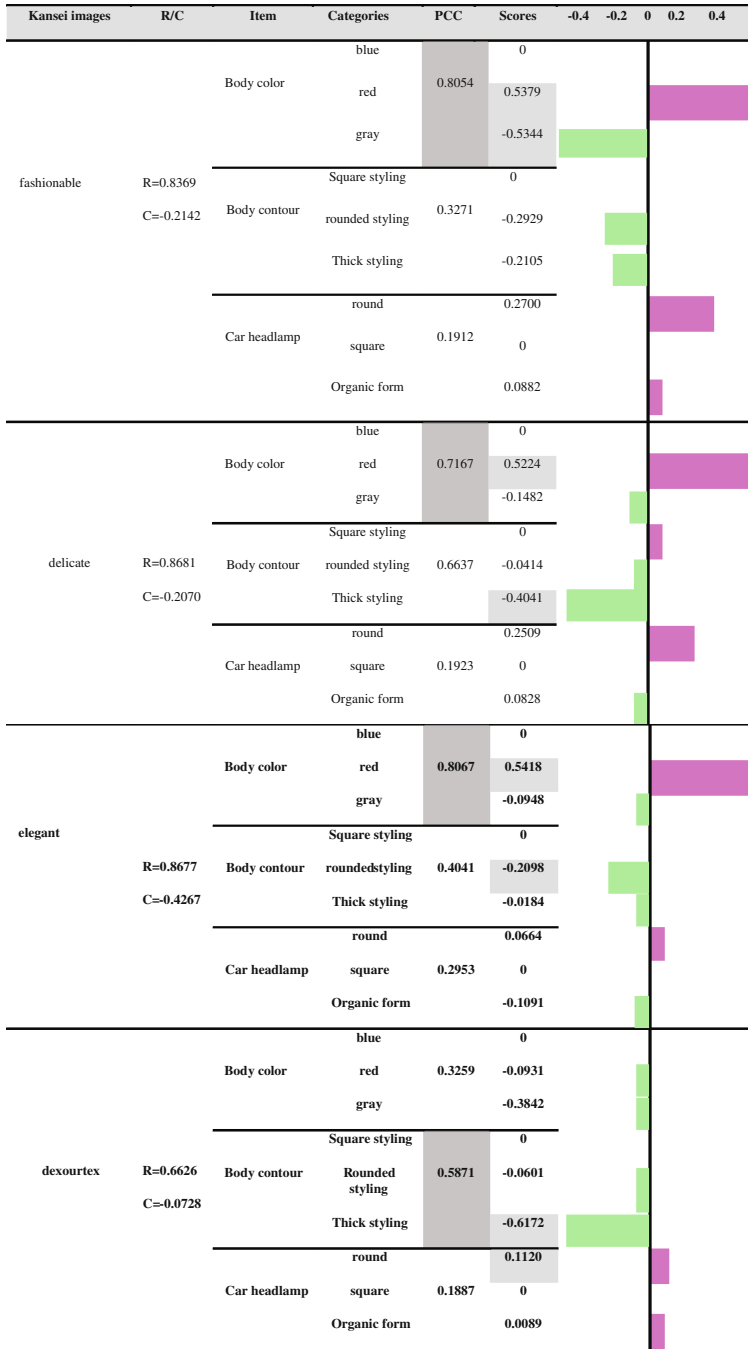 Kansei images R/C Item Categories PCC Scores -0.4 -0.2 0 0.2 0.4
blue 0
Body color 0.8054
red 0.5379
gray -0.5344
Square styling 0
fashionable R=0.8369
C=-0.2142 Body contour rounded styling 0.3271 -0.2929
Thick styling -0.2105
round 0.2700
Car headlamp 0.1912
square 0
Organic form 0.0882
blue 0
Body color red 0.7167 0.5224
gray -0.1482
Square styling 0
delicate R=0.8681 Body contour rounded styling 0.6637 -0.0414
C=-0.2070 Thick styling -0.4041
round 0.2509
Car headlamp square 0.1923 0
Organic form 0.0828
blue 0
Body color red 0.8067 0.5418
gray -0.0948
elegant Square styling 0
R=0.8677 Body contour roundedstyling 0.4041 -0.2098
C=-0.4267 Thick styling -0.0184
round 0.0664
Car headlamp square 0.2953 0
Organic form -0.1091
blue 0
Body color red 0.3259 -0.0931
gray -0.3842
Square styling 0
dexourtex R=0.6626 Body contour Rounded 0.5871 -0.0601
styling
C=-0.0728
Thick styling -0.6172
round 0.1120
Car headlamp square 0.1887 0
Organic form 0.0089